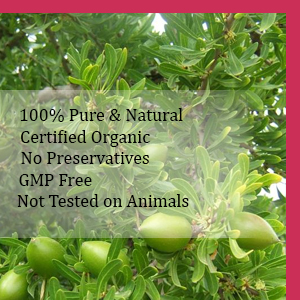 100% Pure & Natural
Certified Organic
No Preservatives
GMP Free
Not Tested on Animals